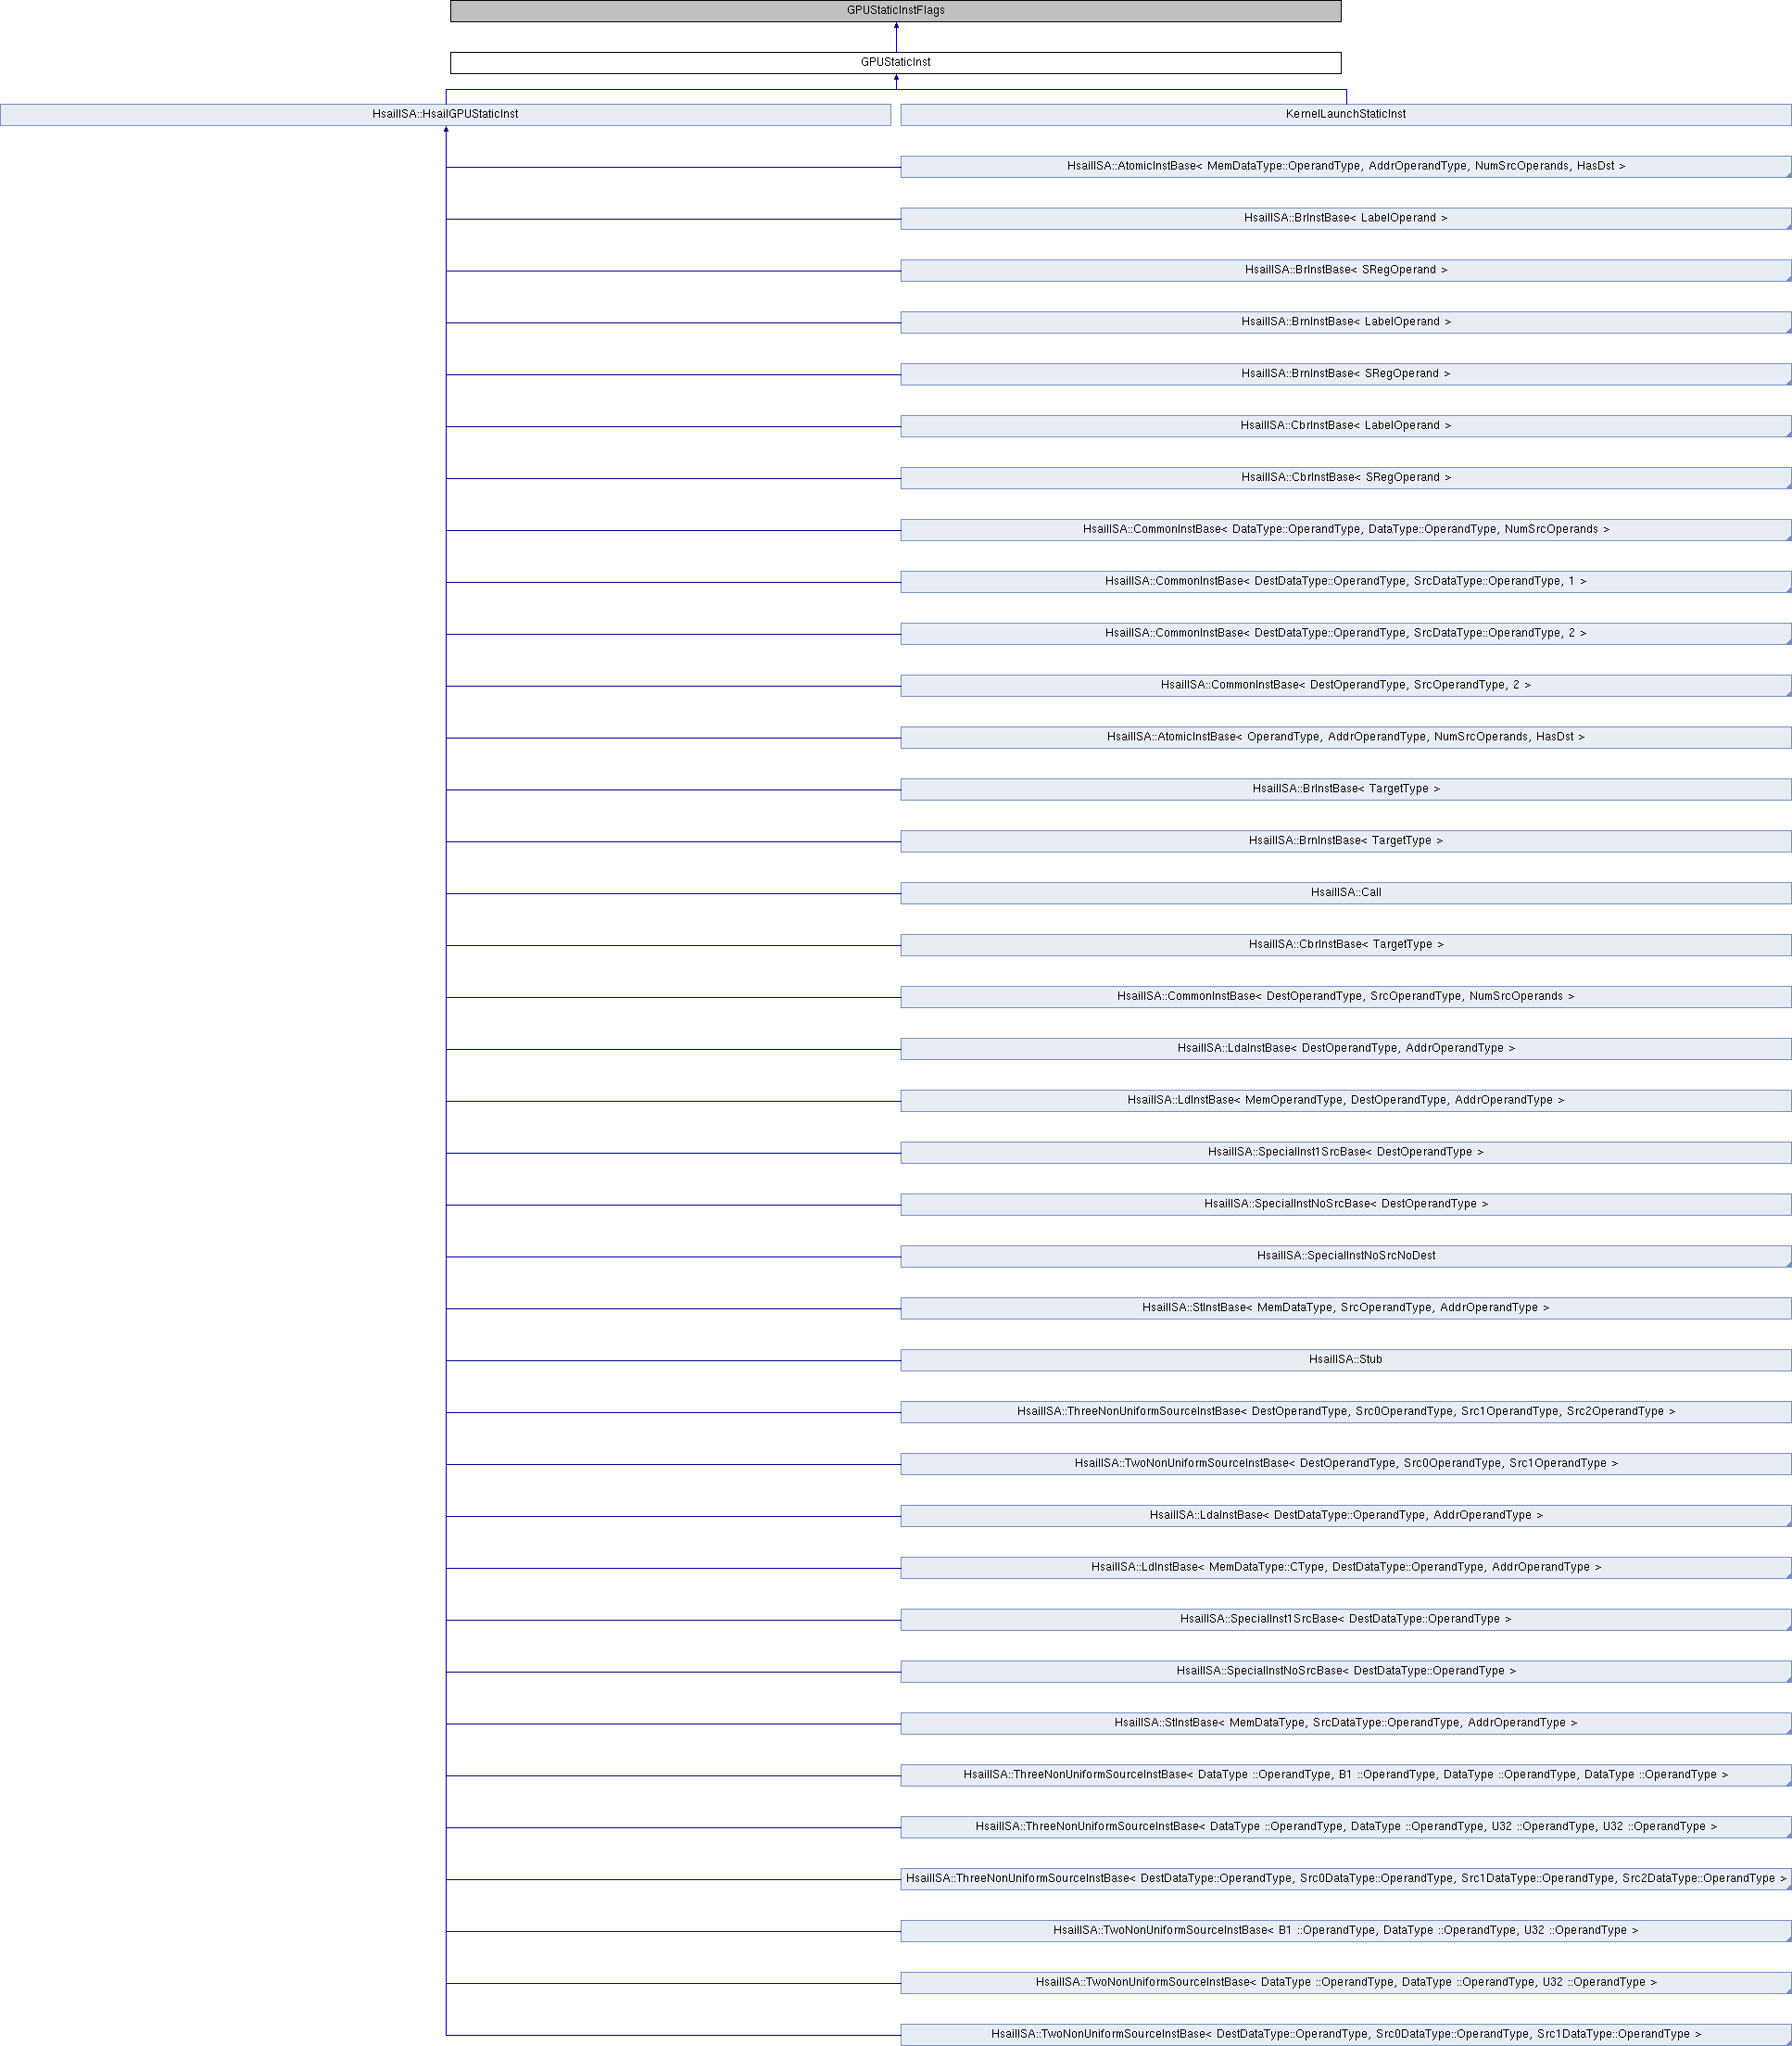 GPUStaticInstFlags
GPUStaticInst
HsailISA::HsailGPUStaticInst
KernelLaunchStaticInst
HsailISA::AtomicInstBase< MemDataType::OperandType, AddrOperandType, NumSrcOperands, HasDst >
HsailISA::BrInstBase< LabelOperand >
HsailISA::BrInstBase< SRegOperand >
HsailISA::BrnInstBase< LabelOperand >
HsailISA::BrnInstBase< SRegOperand >
HsailISA::CbrInstBase< LabelOperand >
HsailISA::CbrInstBase< SRegOperand >
HsailISA::CommonInstBase< DataType::OperandType, DataType::OperandType, NumSrcOperands >
HsailISA::CommonInstBase< DestDataType::OperandType, SrcDataType::OperandType, 1 >
HsailISA::CommonInstBase< DestDataType::OperandType, SrcDataType::OperandType, 2 >
HsailISA::CommonInstBase< DestOperandType, SrcOperandType, 2 >
HsailISA::AtomicInstBase< OperandType, AddrOperandType, NumSrcOperands, HasDst >
HsailISA::BrInstBase< TargetType >
HsailISA::BrnInstBase< TargetType >
HsailISA::Call
HsailISA::CbrInstBase< TargetType >
HsailISA::CommonInstBase< DestOperandType, SrcOperandType, NumSrcOperands >
HsailISA::LdaInstBase< DestOperandType, AddrOperandType >
HsailISA::LdInstBase< MemOperandType, DestOperandType, AddrOperandType >
HsailISA::SpecialInst1SrcBase< DestOperandType >
HsailISA::SpecialInstNoSrcBase< DestOperandType >
HsailISA::SpecialInstNoSrcNoDest
HsailISA::StInstBase< MemDataType, SrcOperandType, AddrOperandType >
HsailISA::Stub
HsailISA::ThreeNonUniformSourceInstBase< DestOperandType, Src0OperandType, Src1OperandType, Src2OperandType >
HsailISA::TwoNonUniformSourceInstBase< DestOperandType, Src0OperandType, Src1OperandType >
HsailISA::LdaInstBase< DestDataType::OperandType, AddrOperandType >
HsailISA::LdInstBase< MemDataType::CType, DestDataType::OperandType, AddrOperandType >
HsailISA::SpecialInst1SrcBase< DestDataType::OperandType >
HsailISA::SpecialInstNoSrcBase< DestDataType::OperandType >
HsailISA::StInstBase< MemDataType, SrcDataType::OperandType, AddrOperandType >
HsailISA::ThreeNonUniformSourceInstBase< DataType ::OperandType, B1 ::OperandType, DataType ::OperandType, DataType ::OperandType >
HsailISA::ThreeNonUniformSourceInstBase< DataType ::OperandType, DataType ::OperandType, U32 ::OperandType, U32 ::OperandType >
HsailISA::ThreeNonUniformSourceInstBase< DestDataType::OperandType, Src0DataType::OperandType, Src1DataType::OperandType, Src2DataType::OperandType >
HsailISA::TwoNonUniformSourceInstBase< B1 ::OperandType, DataType ::OperandType, U32 ::OperandType >
HsailISA::TwoNonUniformSourceInstBase< DataType ::OperandType, DataType ::OperandType, U32 ::OperandType >
HsailISA::TwoNonUniformSourceInstBase< DestDataType::OperandType, Src0DataType::OperandType, Src1DataType::OperandType >